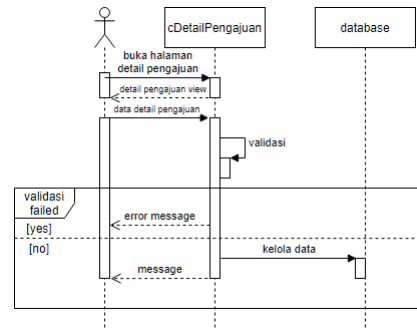 cDetailPengajuan
database
buka halaman
detail pengajuan
detail pengajuan view
data detail pengajuan
validasi
validasi
failed
[yes]
error message
[no]
kelola data
message